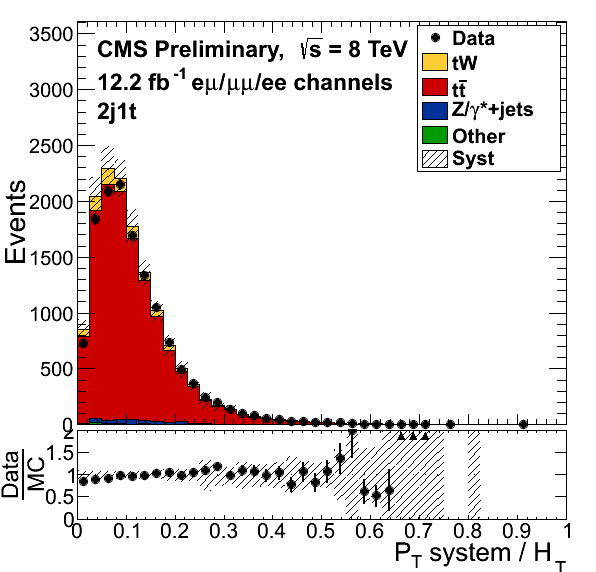 CMS Preliminary, √s = 8 TeV
12.2 fb⁻¹ eμ/μμ/ee channels
2j1t
Data
tW
tt̄
Z/γ*+jets
Other
Syst
Events
3500
3000
2500
2000
1500
1000
500
0
Data
MC
2
1.5
1
0.5
0
0 0.1 0.2 0.3 0.4 0.5 0.6 0.7 0.8 0.9 1
P_T system / H_T